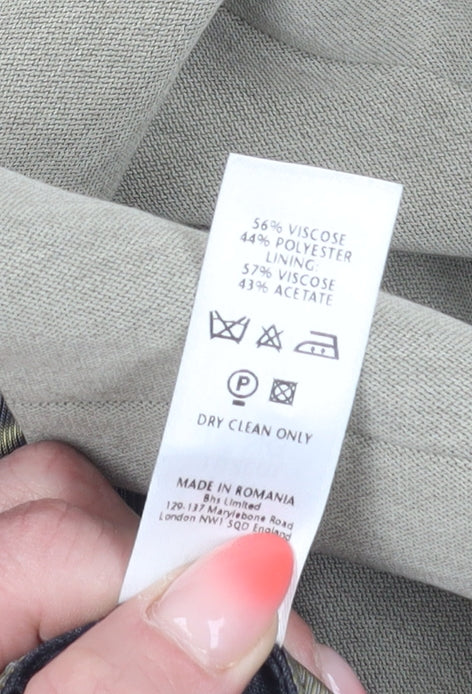 56% VISCOSE
44% POLYESTER
LINING:
57% VISCOSE
43% ACETATE
P
DRY CLEAN ONLY
MADE IN ROMANIA
Bhs Limited
129-137 Marylebone Road
London NW1 5QD England